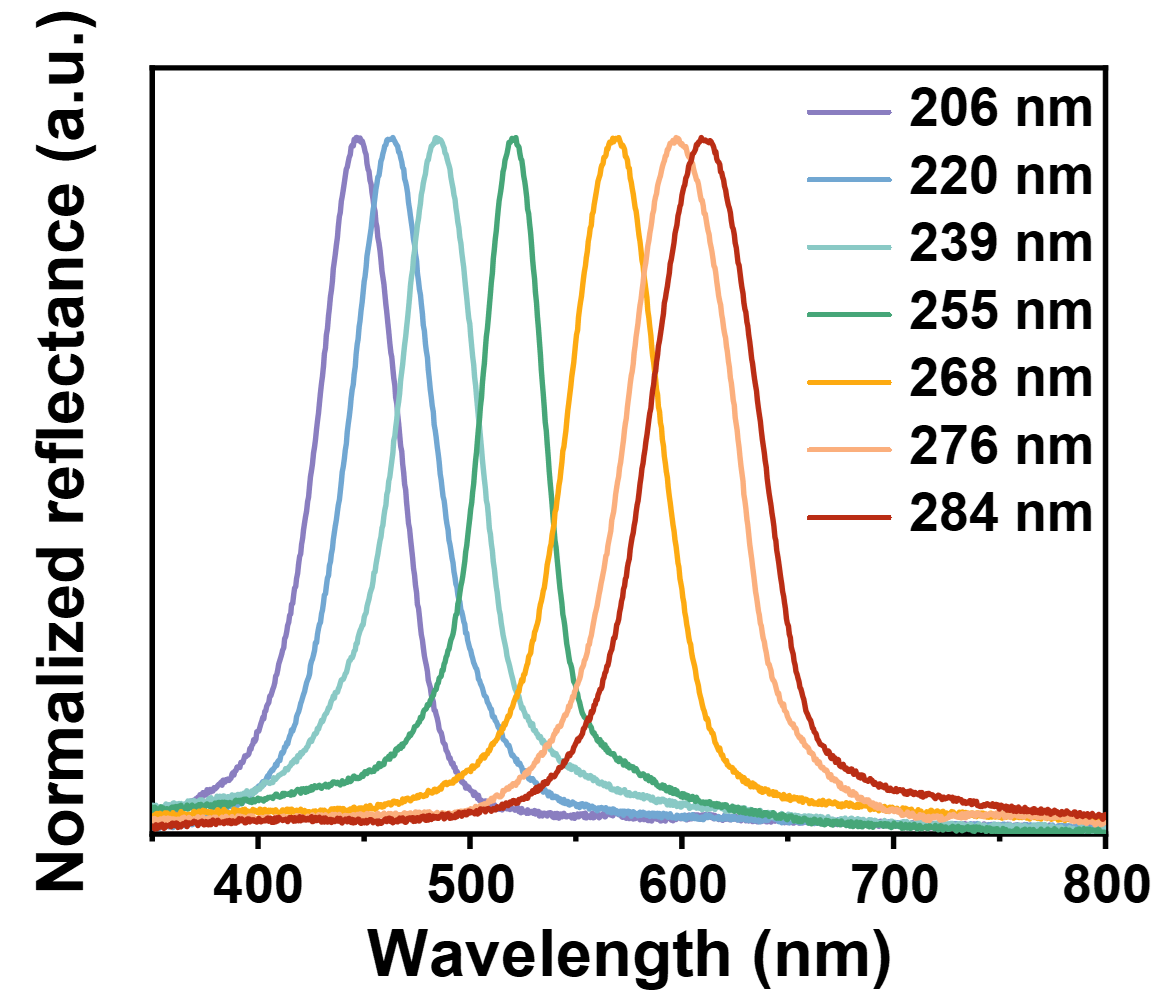 Normalized reflectance (a.u.)
206 nm
220 nm
239 nm
255 nm
268 nm
276 nm
284 nm
400 500 600 700 800
Wavelength (nm)